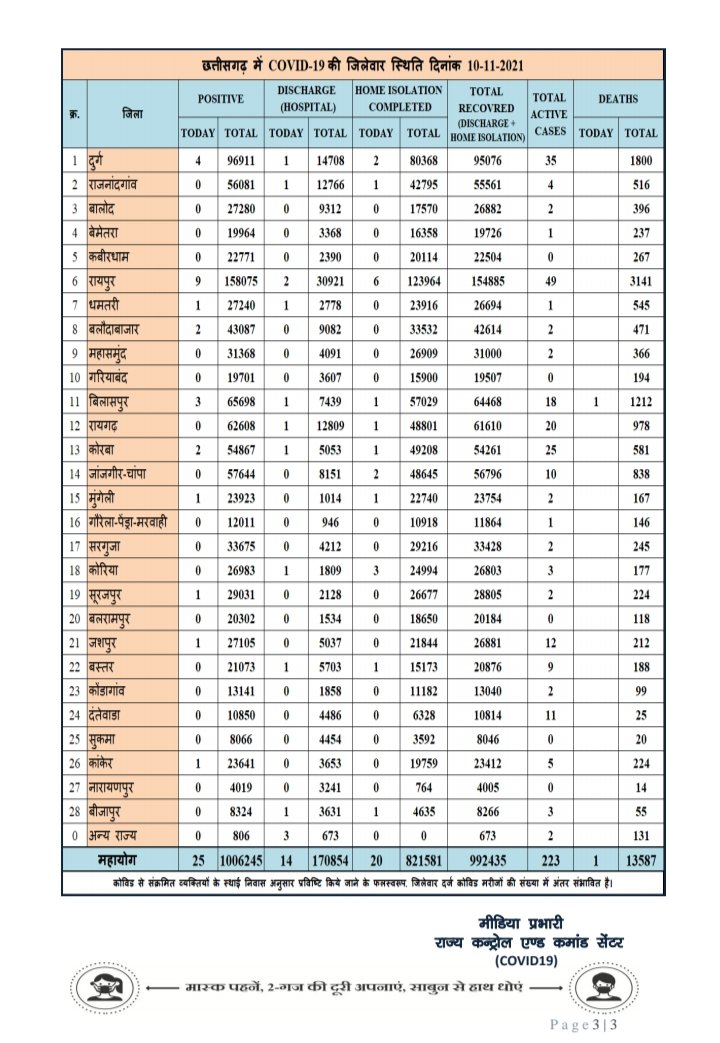 छत्तीसगढ़ में COVID-19 की जिलेवार स्थिति दिनांक 10-11-2021
क्र. जिला POSITIVE DISCHARGE (HOSPITAL) HOME ISOLATION COMPLETED TOTAL RECOVRED (DISCHARGE + HOME ISOLATION) TOTAL ACTIVE CASES DEATHS
TODAY TOTAL TODAY TOTAL TODAY TOTAL TODAY TOTAL
1 दुर्ग 4 96911 1 14708 2 80368 95076 35 1800
2 राजनांदगांव 0 56081 1 12766 1 42795 55561 4 516
3 बालोद 0 27280 0 9312 0 17570 26882 2 396
4 बेमेतरा 0 19964 0 3368 0 16358 19726 1 237
5 कबीरधाम 0 22771 0 2390 0 20114 22504 0 267
6 रायपुर 9 158075 2 30921 6 123964 154885 49 3141
7 धमतरी 1 27240 1 2778 0 23916 26694 1 545
8 बलौदाबाजार 2 43087 0 9082 0 33532 42614 2 471
9 महासमुंद 0 31368 0 4091 0 26909 31000 2 366
10 गरियाबंद 0 19701 0 3607 0 15900 19507 0 194
11 बिलासपुर 3 65698 1 7439 1 57029 64468 18 1 1212
12 रायगढ़ 0 62608 1 12809 1 48801 61610 20 978
13 कोरबा 2 54867 1 5053 1 49208 54261 25 581
14 जांजगीर-चांपा 0 57644 0 8151 2 48645 56796 10 838
15 मुंगेली 1 23923 0 1014 1 22740 23754 2 167
16 गौरेला-पेंड्रा-मरवाही 0 12011 0 946 0 10918 11864 1 146
17 सरगुजा 0 33675 0 4212 0 29216 33428 2 245
18 कोरिया 0 26983 1 1809 3 24994 26803 3 177
19 सूरजपुर 1 29031 0 2128 0 26677 28805 2 224
20 बलरामपुर 0 20302 0 1534 0 18650 20184 0 118
21 जशपुर 1 27105 0 5037 0 21844 26881 12 212
22 बस्तर 0 21073 1 5703 1 15173 20876 9 188
23 कोंडागांव 0 13141 0 1858 0 11182 13040 2 99
24 दंतेवाडा 0 10850 0 4486 0 6328 10814 11 25
25 सुकमा 0 8066 0 4454 0 3592 8046 0 20
26 कांकेर 1 23641 0 3653 0 19759 23412 5 224
27 नारायणपुर 0 4019 0 3241 0 764 4005 0 14
28 बीजापुर 0 8324 1 3631 1 4635 8266 3 55
0 अन्य राज्य 0 806 3 673 0 0 673 2 131
महायोग 25 1006245 14 170854 20 821581 992435 223 1 13587
कोविड से संक्रमित व्यक्तियों के स्थाई निवास अनुसार प्रविष्टि किये जाने के फलस्वरूप, जिलेवार दर्ज कोविड मरीजों की संख्या में अंतर संभावित है।
मीडिया प्रभारी
राज्य कन्ट्रोल एण्ड कमांड सेंटर
(COVID19)
मास्क पहनें, 2-गज की दूरी अपनाएं, साबुन से हाथ धोएं
Page3|3